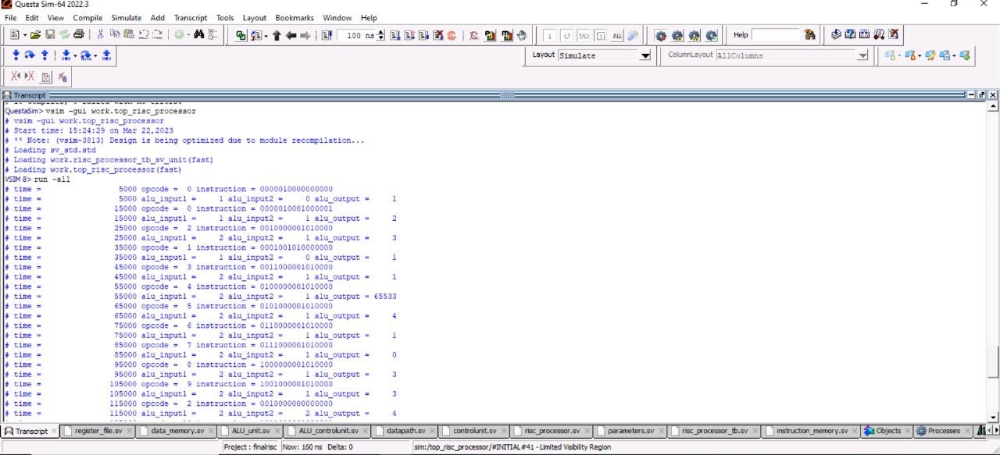 Questa Sim-64 2022.3
File Edit View Compile Simulate Add Transcript Tools Layout Bookmarks Window Help
100 ns Help
Layout Simulate ColumnLayout AllColumns
Transcript
QuestaSim> vsim -gui work.top_risc_processor
# vsim -gui work.top_risc_processor
# Start time: 15:24:29 on Mar 22,2023
# ** Note: (vsim-3813) Design is being optimized due to module recompilation...
# Loading sv_std.std
# Loading work.risc_processor_tb_sv_unit(fast)
# Loading work.top_risc_processor(fast)
VSIM 8> run -all
# time = 5000 opcode = 0 instruction = 0000010000000000
# time = 5000 alu_input1 = 1 alu_input2 = 0 alu_output = 1
# time = 15000 opcode = 0 instruction = 0000010001000001
# time = 15000 alu_input1 = 1 alu_input2 = 1 alu_output = 2
# time = 25000 opcode = 2 instruction = 0010000001010000
# time = 25000 alu_input1 = 2 alu_input2 = 1 alu_output = 3
# time = 35000 opcode = 1 instruction = 0001001010000000
# time = 35000 alu_input1 = 1 alu_input2 = 0 alu_output = 1
# time = 45000 opcode = 3 instruction = 0011000001010000
# time = 45000 alu_input1 = 2 alu_input2 = 1 alu_output = 1
# time = 55000 opcode = 4 instruction = 0100000001010000
# time = 55000 alu_input1 = 2 alu_input2 = 1 alu_output = 65533
# time = 65000 opcode = 5 instruction = 0101000001010000
# time = 65000 alu_input1 = 2 alu_input2 = 1 alu_output = 4
# time = 75000 opcode = 6 instruction = 0110000001010000
# time = 75000 alu_input1 = 2 alu_input2 = 1 alu_output = 1
# time = 85000 opcode = 7 instruction = 0111000001010000
# time = 85000 alu_input1 = 2 alu_input2 = 1 alu_output = 0
# time = 95000 opcode = 8 instruction = 1000000001010000
# time = 95000 alu_input1 = 2 alu_input2 = 1 alu_output = 3
# time = 105000 opcode = 9 instruction = 1001000001010000
# time = 105000 alu_input1 = 2 alu_input2 = 1 alu_output = 3
# time = 115000 opcode = 2 instruction = 0010000000000000
# time = 115000 alu_input1 = 2 alu_input2 = 2 alu_output = 4
Transcript register_file.sv data_memory.sv ALU_unit.sv ALU_controlunit.sv datapath.sv controlunit.sv risc_processor.sv parameters.sv risc_processor_tb.sv instruction_memory.sv Objects Processes
Project : finalrisc Now: 160 ns Delta: 0 sim:/top_risc_processor/#INITIAL#41 - Limited Visibility Region